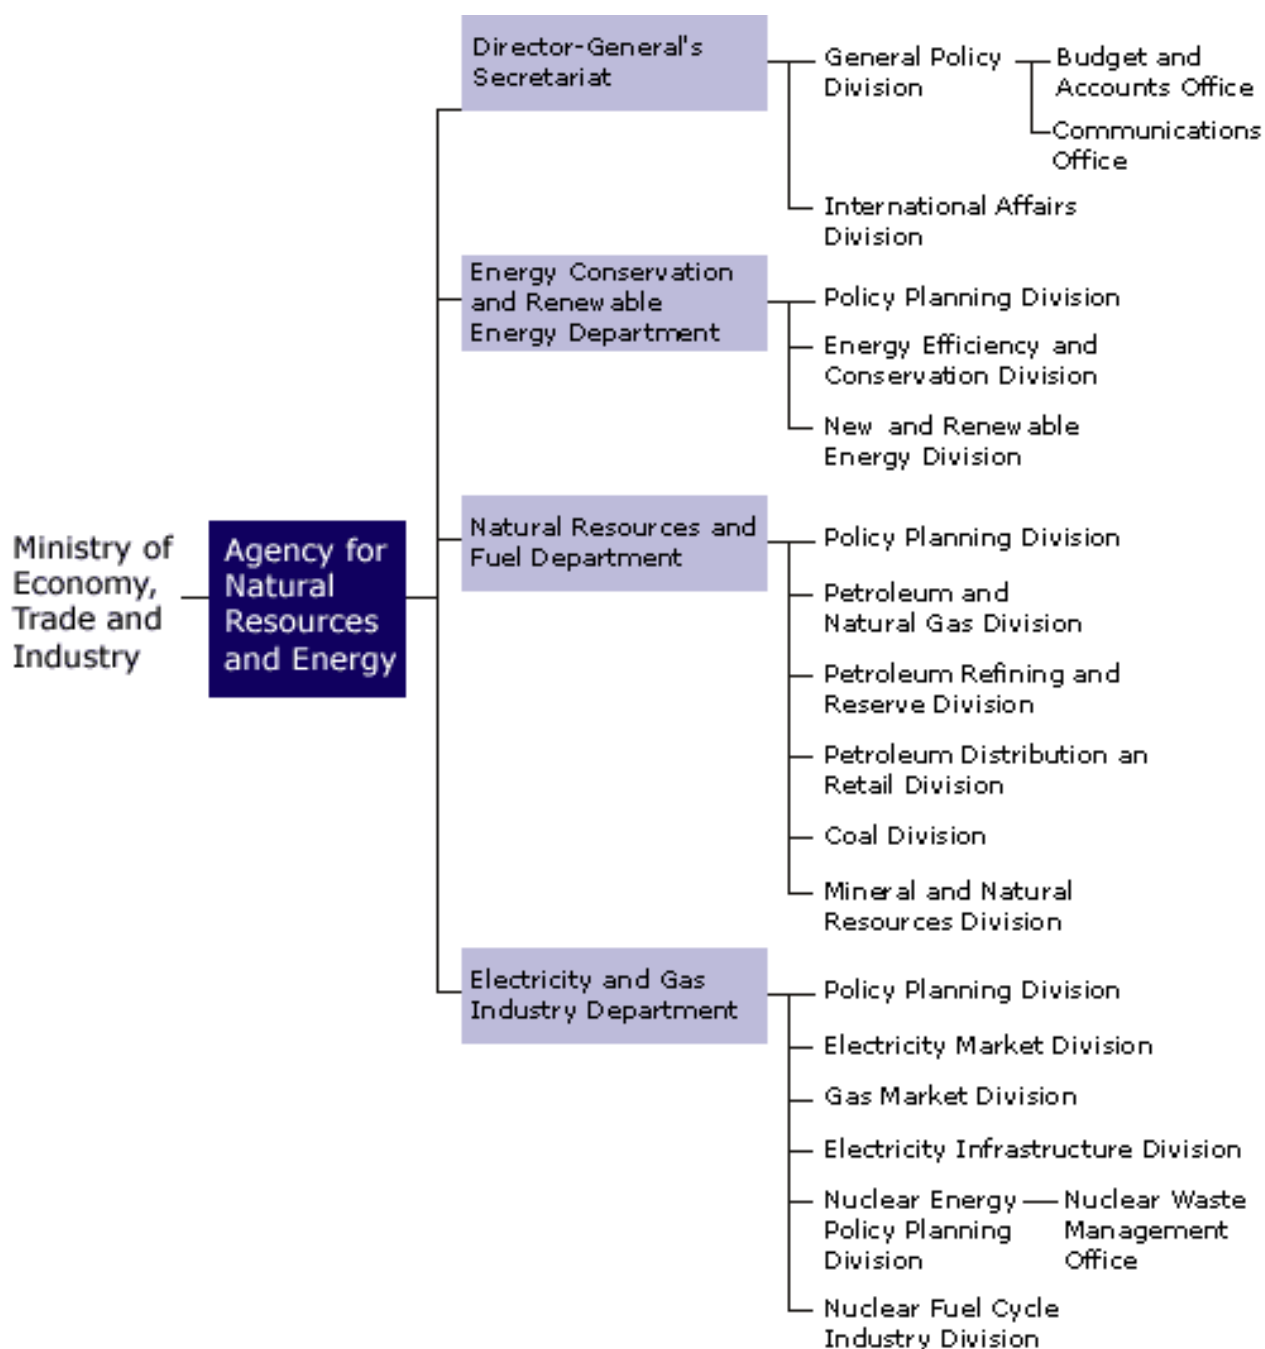 Ministry of
Economy,
Trade and
Industry
Agency for
Natural
Resources
and Energy
Director-General's
Secretariat
General Policy
Division
Budget and
Accounts Office
Communications
Office
International Affairs
Division
Energy Conservation
and Renewable
Energy Department
Policy Planning Division
Energy Efficiency and
Conservation Division
New and Renewable
Energy Division
Natural Resources and
Fuel Department
Policy Planning Division
Petroleum and
Natural Gas Division
Petroleum Refining and
Reserve Division
Petroleum Distribution an
Retail Division
Coal Division
Mineral and Natural
Resources Division
Electricity and Gas
Industry Department
Policy Planning Division
Electricity Market Division
Gas Market Division
Electricity Infrastructure Division
Nuclear Energy
Policy Planning
Division
Nuclear Waste
Management
Office
Nuclear Fuel Cycle
Industry Division